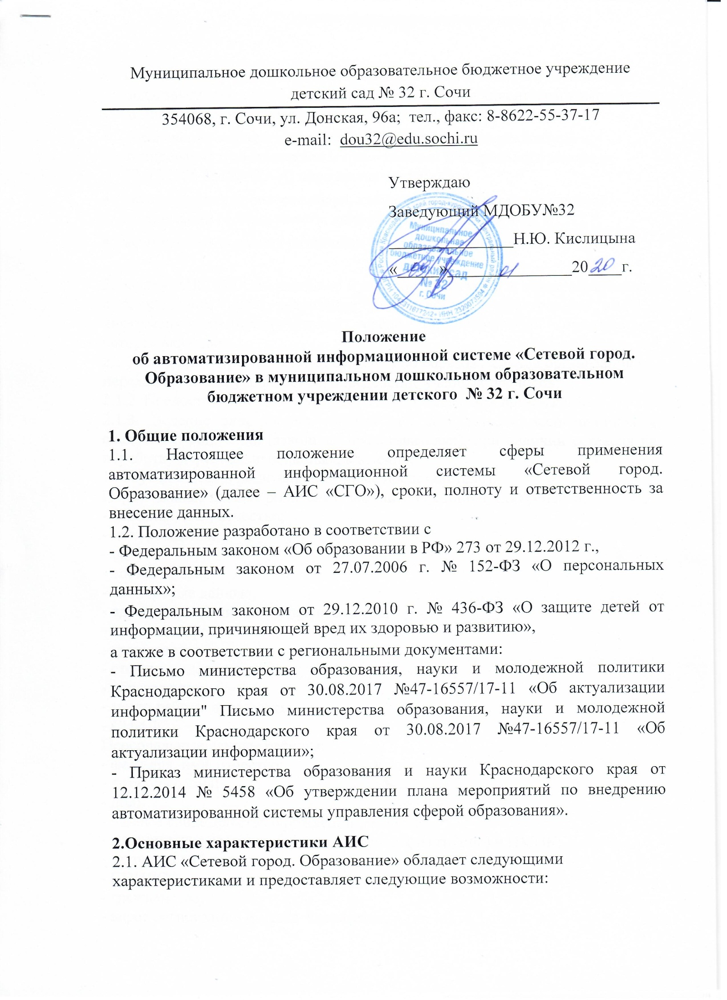 Муниципальное дошкольное образовательное бюджетное учреждение
детский сад № 32 г. Сочи
354068, г. Сочи, ул. Донская, 96а; тел., факс: 8-8622-55-37-17
e-mail: dou32@edu.sochi.ru
Утверждаю
Заведующий МДОБУ№32
Н.Ю. Кислицына
« » 01 2020 г.
Муниципальное
дошкольная
образовательное
бюджетное учреждение
детский сад
№ 32
г. Сочи
Положение
об автоматизированной информационной системе «Сетевой город.
Образование» в муниципальном дошкольном образовательном
бюджетном учреждении детского № 32 г. Сочи
1. Общие положения
1.1. Настоящее положение определяет сферы применения
автоматизированной информационной системы «Сетевой город.
Образование» (далее – АИС «СГО»), сроки, полноту и ответственность за
внесение данных.
1.2. Положение разработано в соответствии с
- Федеральным законом «Об образовании в РФ» 273 от 29.12.2012 г.,
- Федеральным законом от 27.07.2006 г. № 152-ФЗ «О персональных
данных»;
- Федеральным законом от 29.12.2010 г. № 436-ФЗ «О защите детей от
информации, причиняющей вред их здоровью и развитию»,
а также в соответствии с региональными документами:
- Письмо министерства образования, науки и молодежной политики
Краснодарского края от 30.08.2017 №47-16557/17-11 «Об актуализации
информации" Письмо министерства образования, науки и молодежной
политики Краснодарского края от 30.08.2017 №47-16557/17-11 «Об
актуализации информации»;
- Приказ министерства образования и науки Краснодарского края от
12.12.2014 № 5458 «Об утверждении плана мероприятий по внедрению
автоматизированной системы управления сферой образования».
2.Основные характеристики АИС
2.1. АИС «Сетевой город. Образование» обладает следующими
характеристиками и предоставляет следующие возможности: